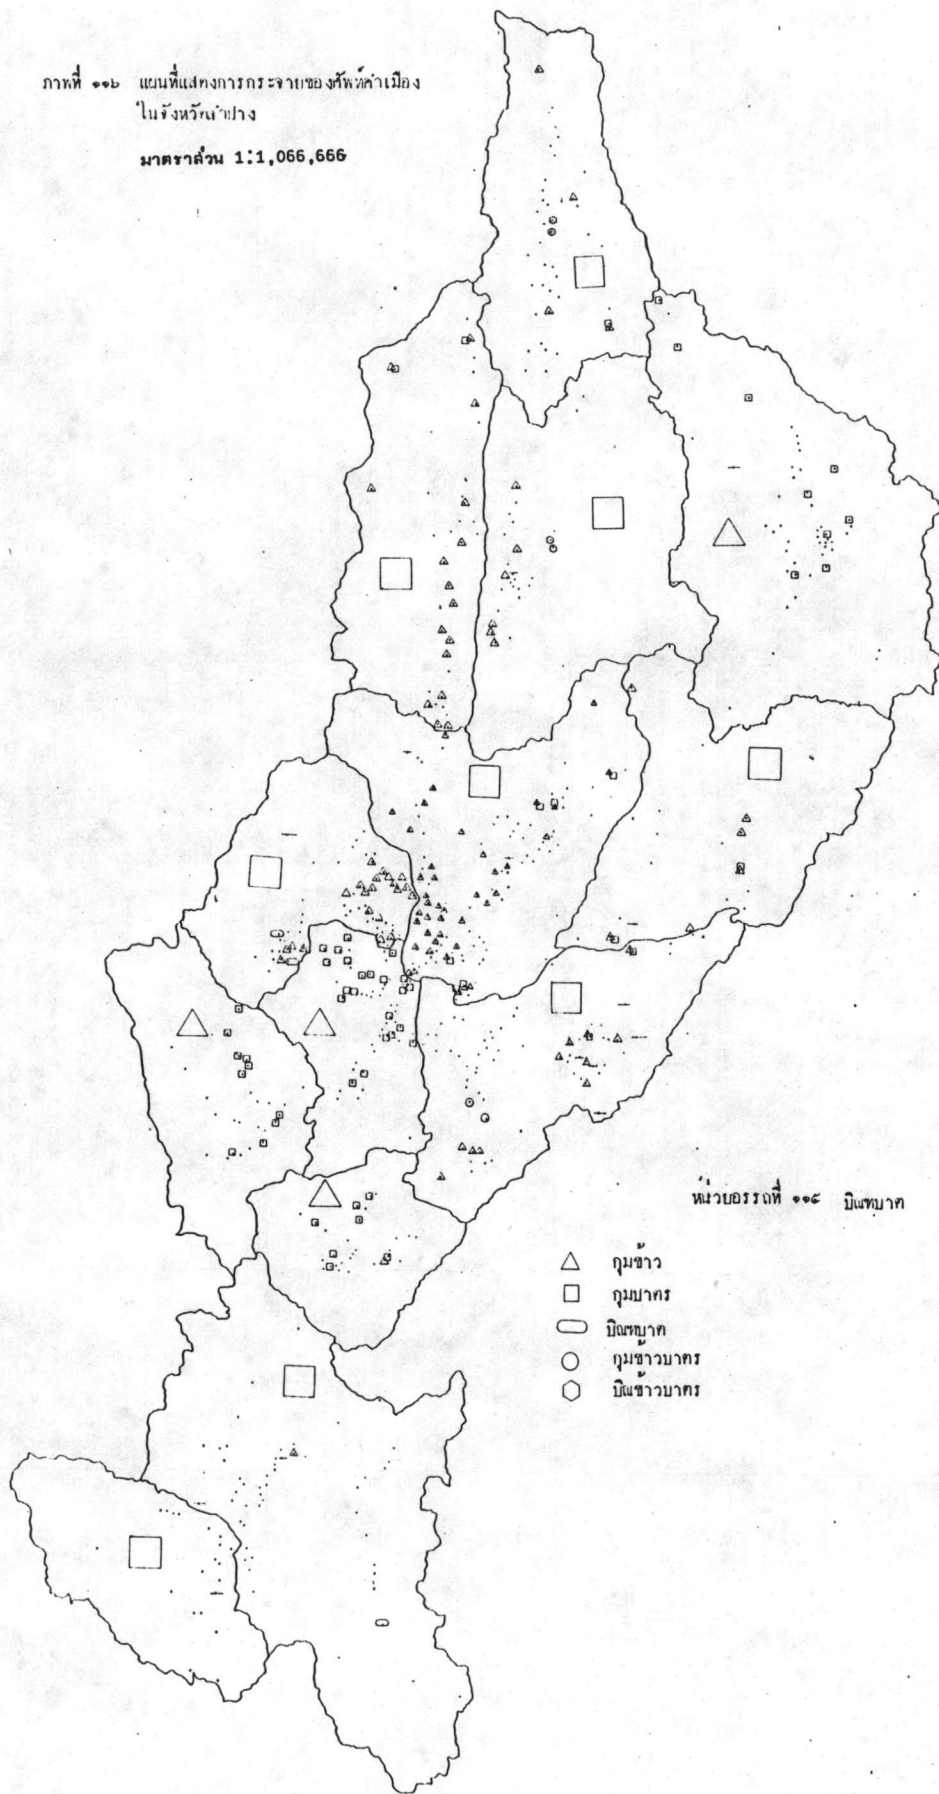 ภาพที่ ๑๑๖ แผนที่แสดงการกระจายของศัพท์คำเมือง
ในจังหวัดลำปาง
มาตราส่วน 1:1,066,666
หน่วยอรรถที่ ๑๑๕ บิณฑบาต
กุมข้าว
กุมบาตร
บิณฑบาต
กุมข้าวบาตร
บิณข้าวบาตร